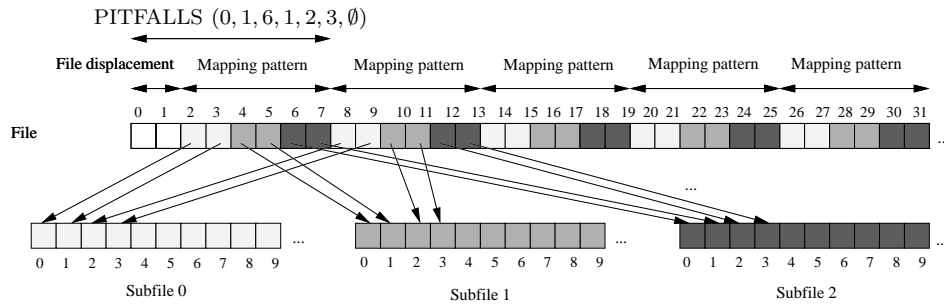 PITFALLS (0, 1, 6, 1, 2, 3, ∅)
File displacement Mapping pattern Mapping pattern Mapping pattern Mapping pattern Mapping pattern
0 1 2 3 4 5 6 7 8 9 10 11 12 13 14 15 16 17 18 19 20 21 22 23 24 25 26 27 28 29 30 31
File ...
...
... ... ...
0 1 2 3 4 5 6 7 8 9 0 1 2 3 4 5 6 7 8 9 0 1 2 3 4 5 6 7 8 9
Subfile 0 Subfile 1 Subfile 2